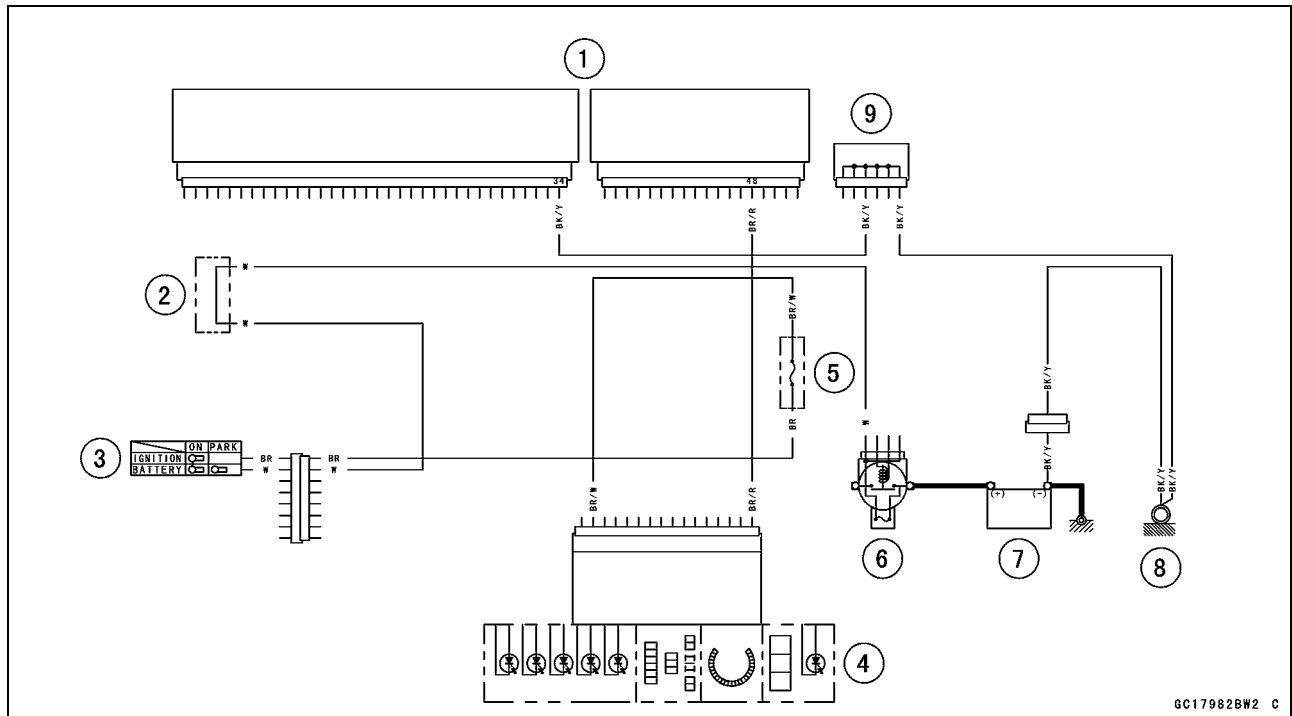 1
9
34
48
BK/Y
BR/R
BK/Y
BK/Y
2
W
W
BR/W
5
BK/Y
3
ON PARK
IGNITION
BATTERY
BR
W
BR
W
BR
W
BK/Y
BR/W
BR/R
BK/Y
BK/Y
(+)
(-)
6
7
8
4
GC17982BW2 C